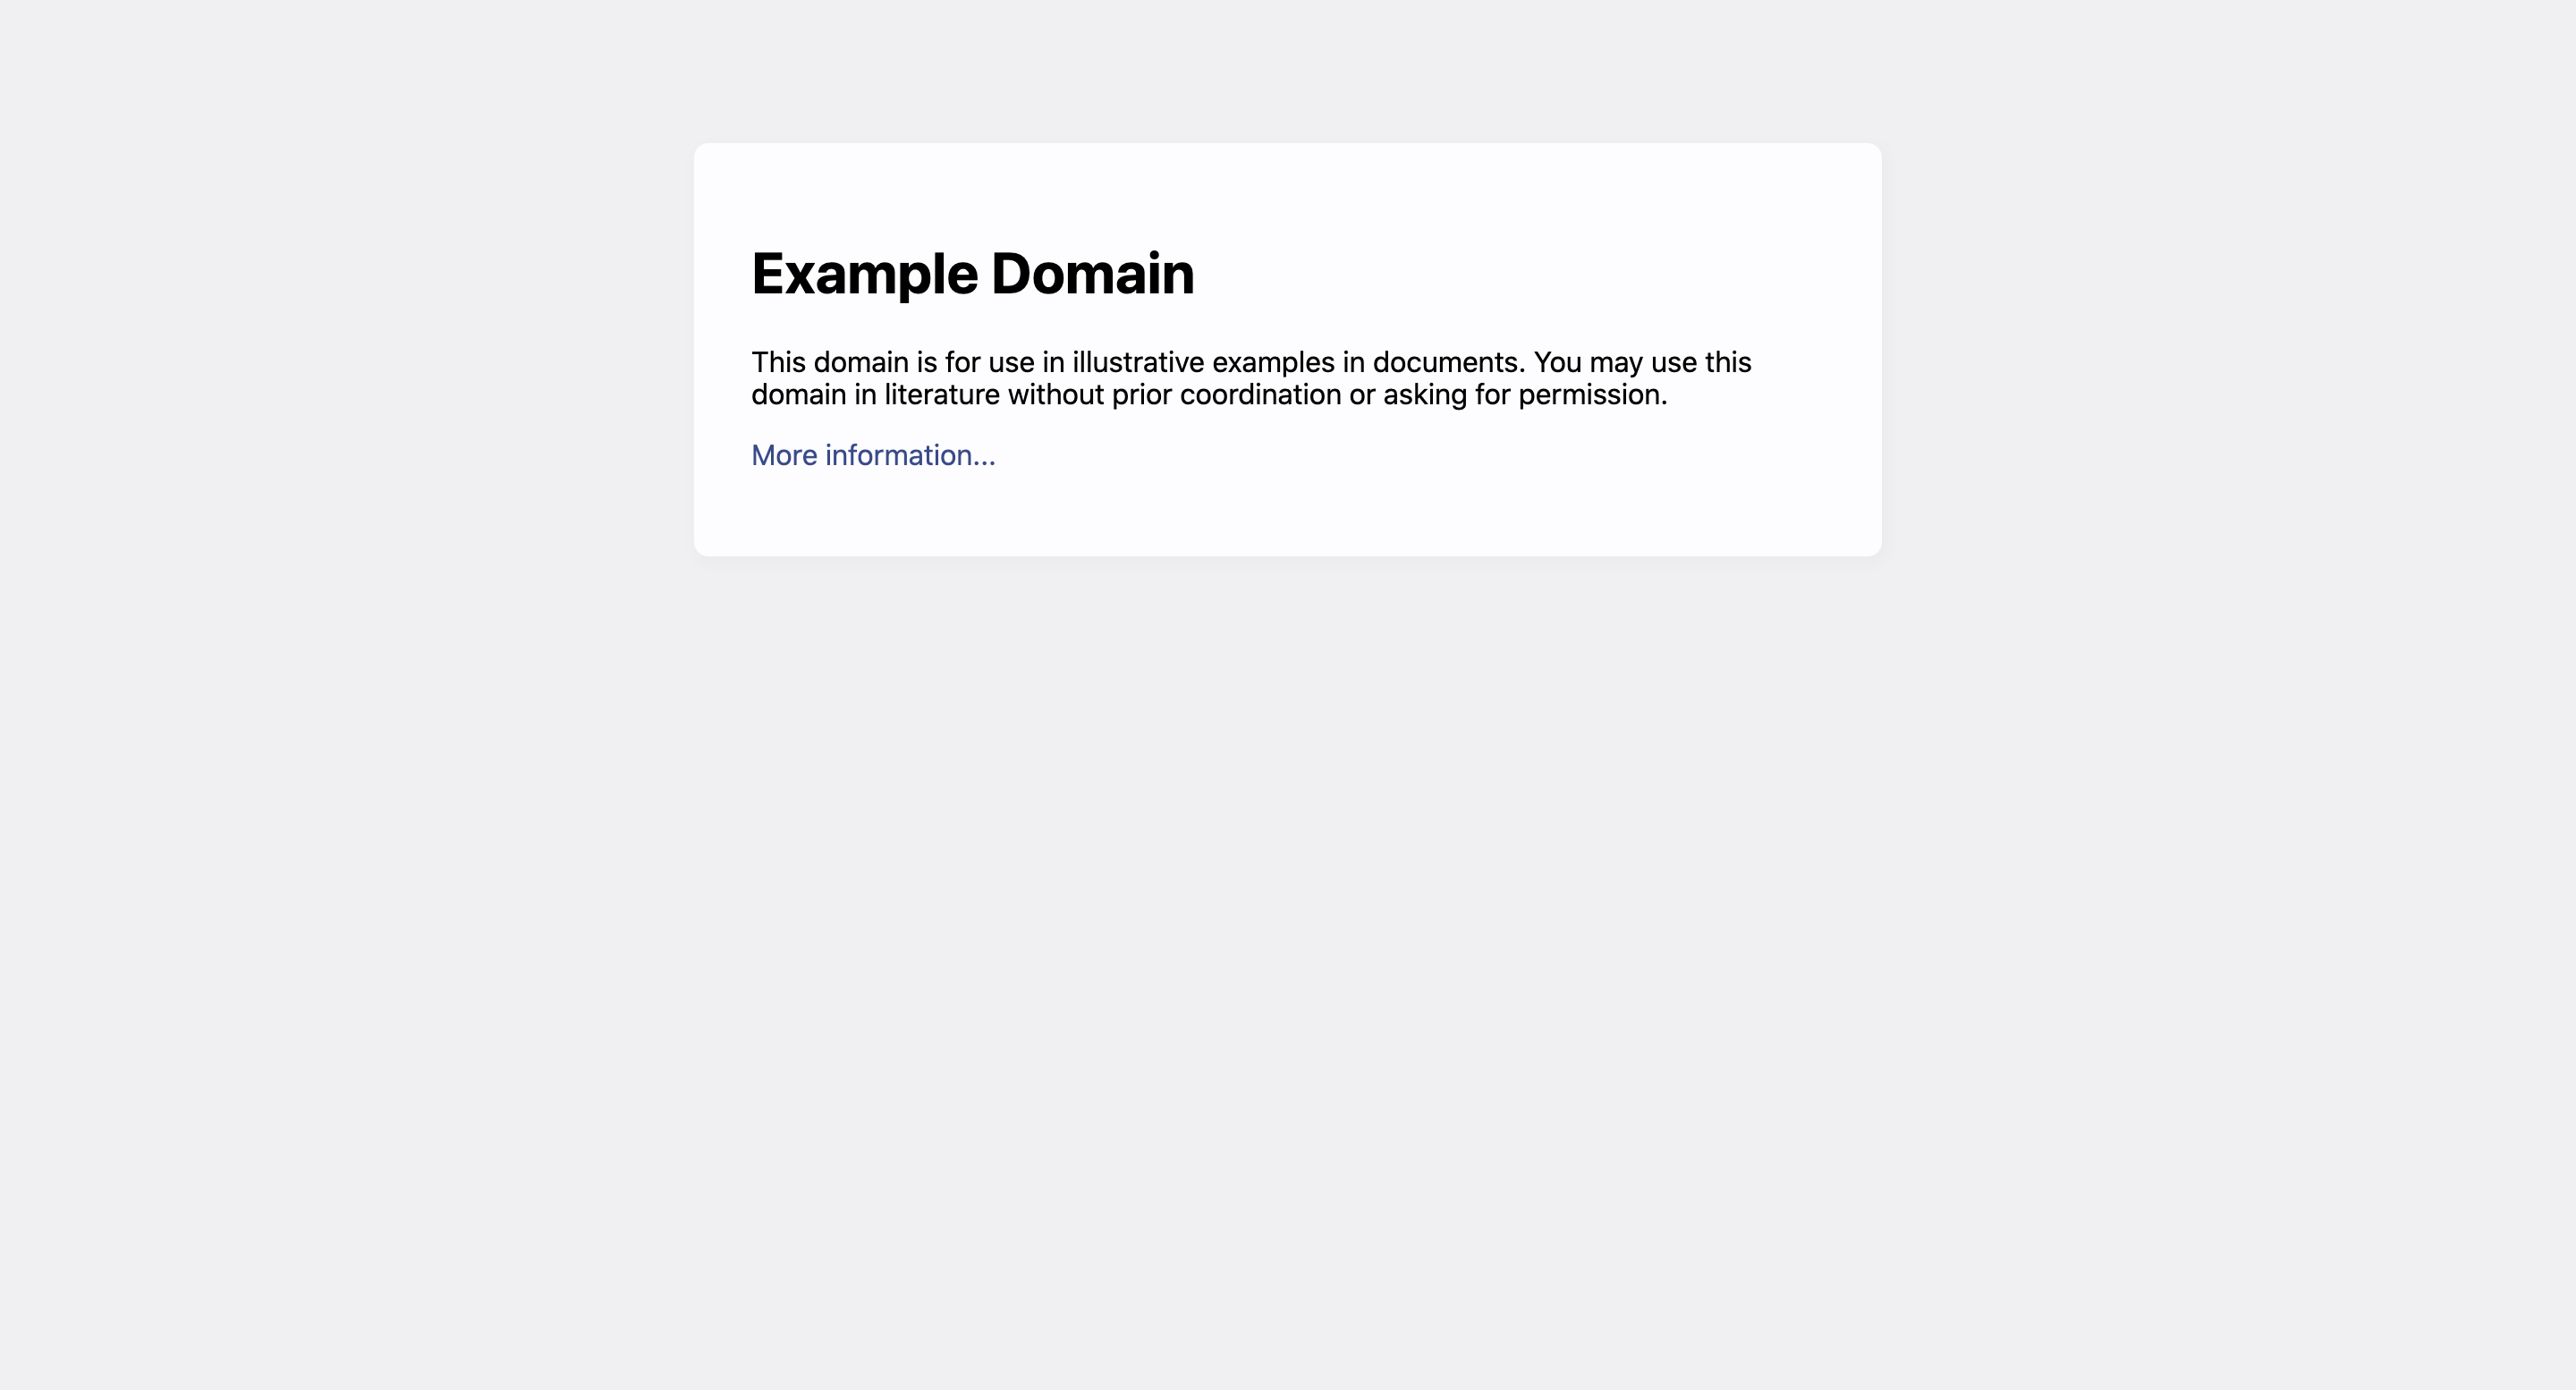 Example Domain
This domain is for use in illustrative examples in documents. You may use this
domain in literature without prior coordination or asking for permission.
More information...